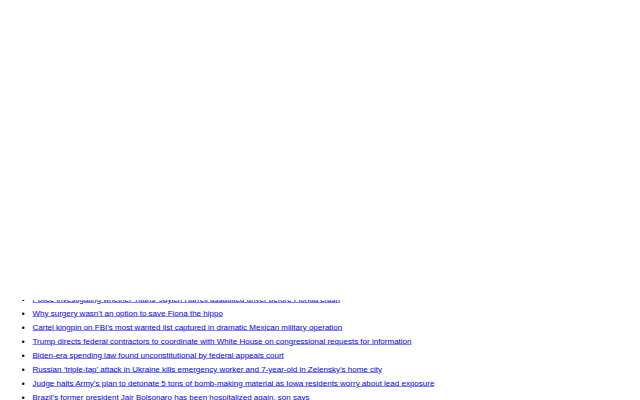 Why surgery wasn't an option to save Fiona the hippo
Cartel kingpin on FBI's most wanted list captured in dramatic Mexican military operation
Trump directs federal contractors to coordinate with White House on congressional requests for information
Biden-era spending law found unconstitutional by federal appeals court
Russian 'triple-tap' attack in Ukraine kills emergency worker and 7-year-old in Zelensky's home city
Judge halts Army's plan to detonate 5 tons of bomb-making material as Iowa residents worry about lead exposure
Brazil's former president Jair Bolsonaro has been hospitalized again, son says